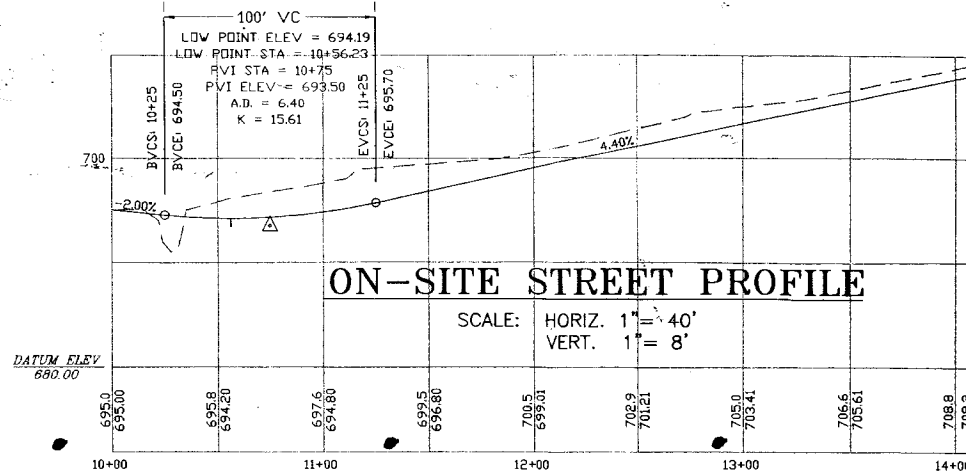 100' VC
LOW POINT ELEV = 694.19
LOW POINT STA = 10+56.23
PVI STA = 10+75
PVI ELEV = 693.50
A.D. = 6.40
K = 15.61
BVCS: 10+25
BVCE: 694.50
EVCS: 11+25
EVCE: 695.70
700
-2.00%
4.40%
ON-SITE STREET PROFILE
SCALE: HORIZ. 1"= 40'
VERT. 1"= 8'
DATUM ELEV
680.00
695.0
695.00
695.8
694.20
697.6
694.80
699.5
696.80
700.5
699.01
702.9
701.21
705.0
703.41
706.6
705.61
708.8
10+00
11+00
12+00
13+00
14+00